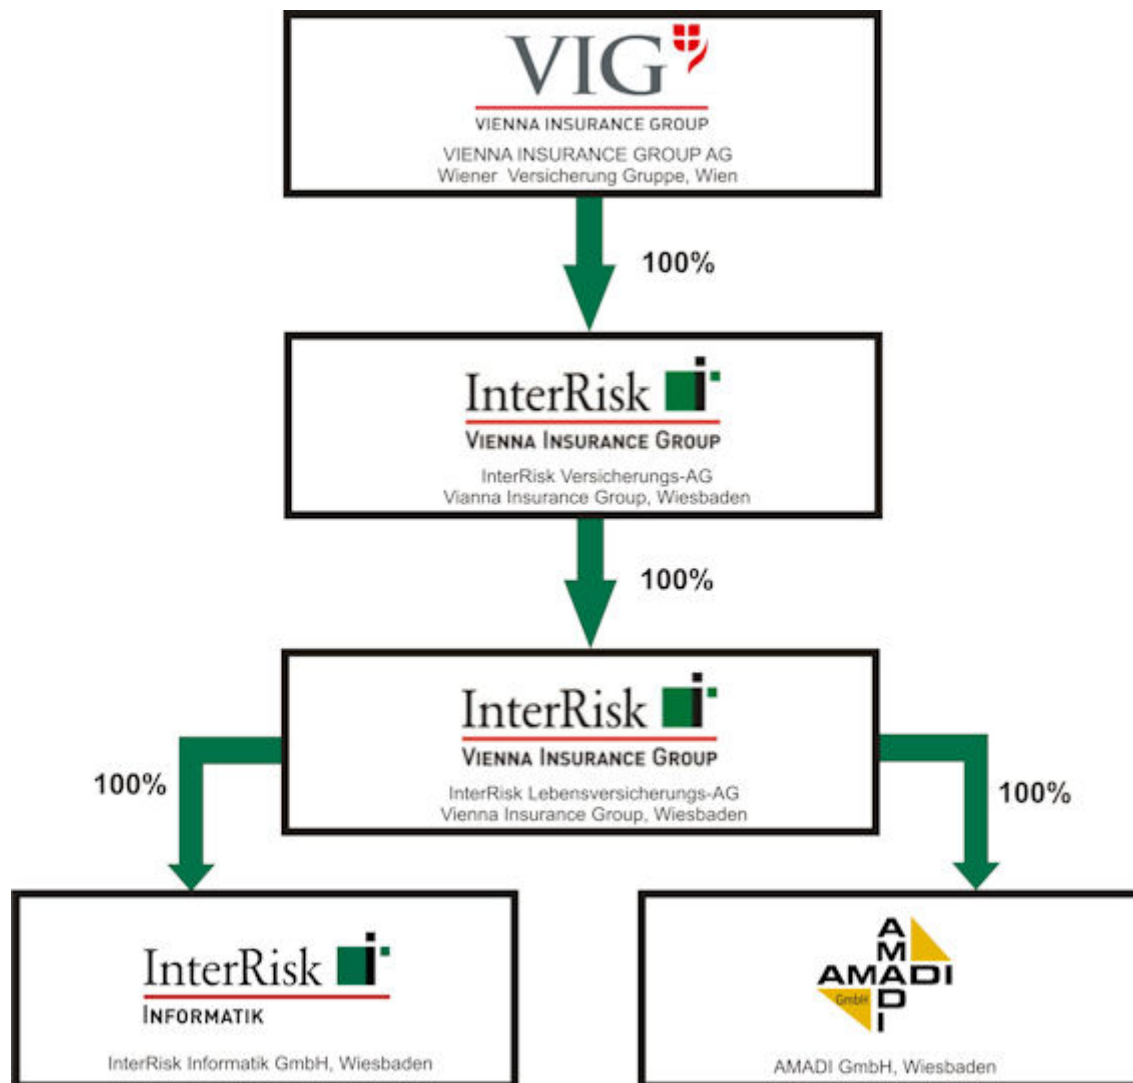 VIG
VIENNA INSURANCE GROUP
VIENNA INSURANCE GROUP AG
Wiener Versicherung Gruppe, Wien
100%
InterRisk
VIENNA INSURANCE GROUP
InterRisk Versicherungs-AG
Vianna Insurance Group, Wiesbaden
100%
InterRisk
VIENNA INSURANCE GROUP
InterRisk Lebensversicherungs-AG
Vienna Insurance Group, Wiesbaden
100%
100%
InterRisk
INFORMATIK
InterRisk Informatik GmbH, Wiesbaden
AMADI
AMADI
GmbH
AMADI GmbH, Wiesbaden